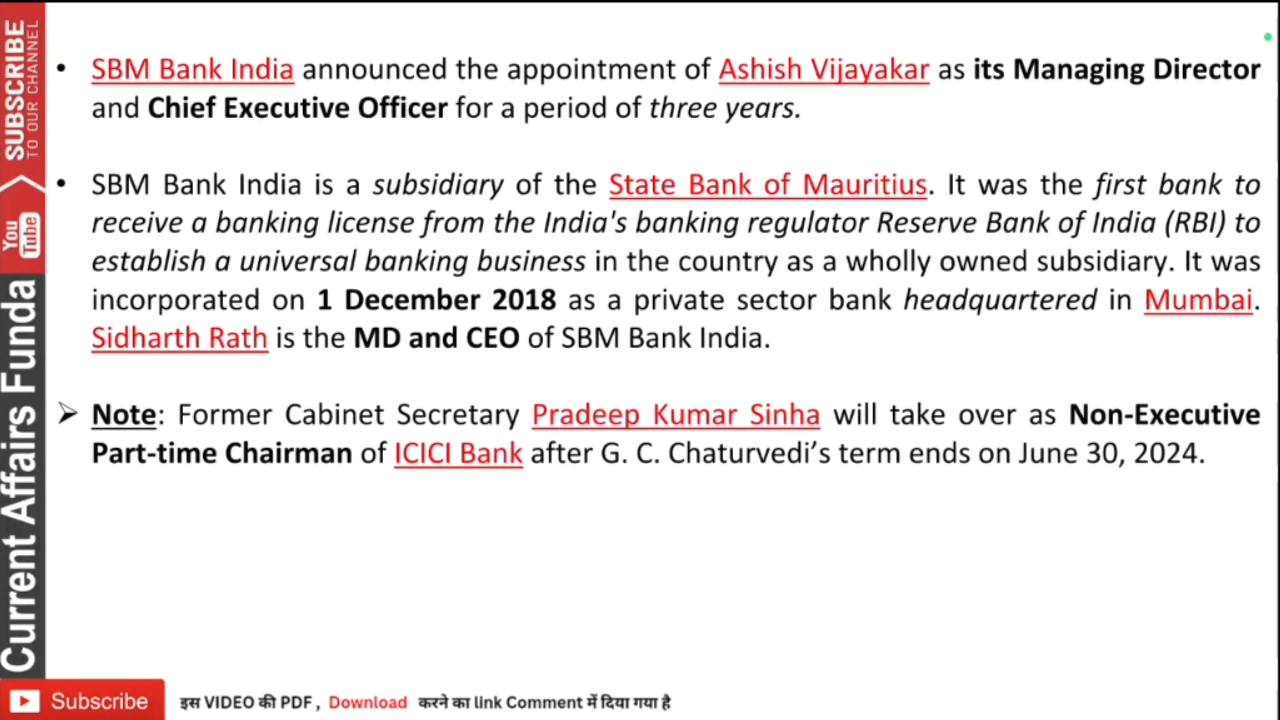 SUBSCRIBE
TO OUR CHANNEL
You Tube
Current Affairs Funda
• SBM Bank India announced the appointment of Ashish Vijayakar as its Managing Director
and Chief Executive Officer for a period of three years.
• SBM Bank India is a subsidiary of the State Bank of Mauritius. It was the first bank to
receive a banking license from the India's banking regulator Reserve Bank of India (RBI) to
establish a universal banking business in the country as a wholly owned subsidiary. It was
incorporated on 1 December 2018 as a private sector bank headquartered in Mumbai.
Sidharth Rath is the MD and CEO of SBM Bank India.
➢ Note: Former Cabinet Secretary Pradeep Kumar Sinha will take over as Non-Executive
Part-time Chairman of ICICI Bank after G. C. Chaturvedi’s term ends on June 30, 2024.
Subscribe
इस VIDEO की PDF , Download करने का link Comment में दिया गया है